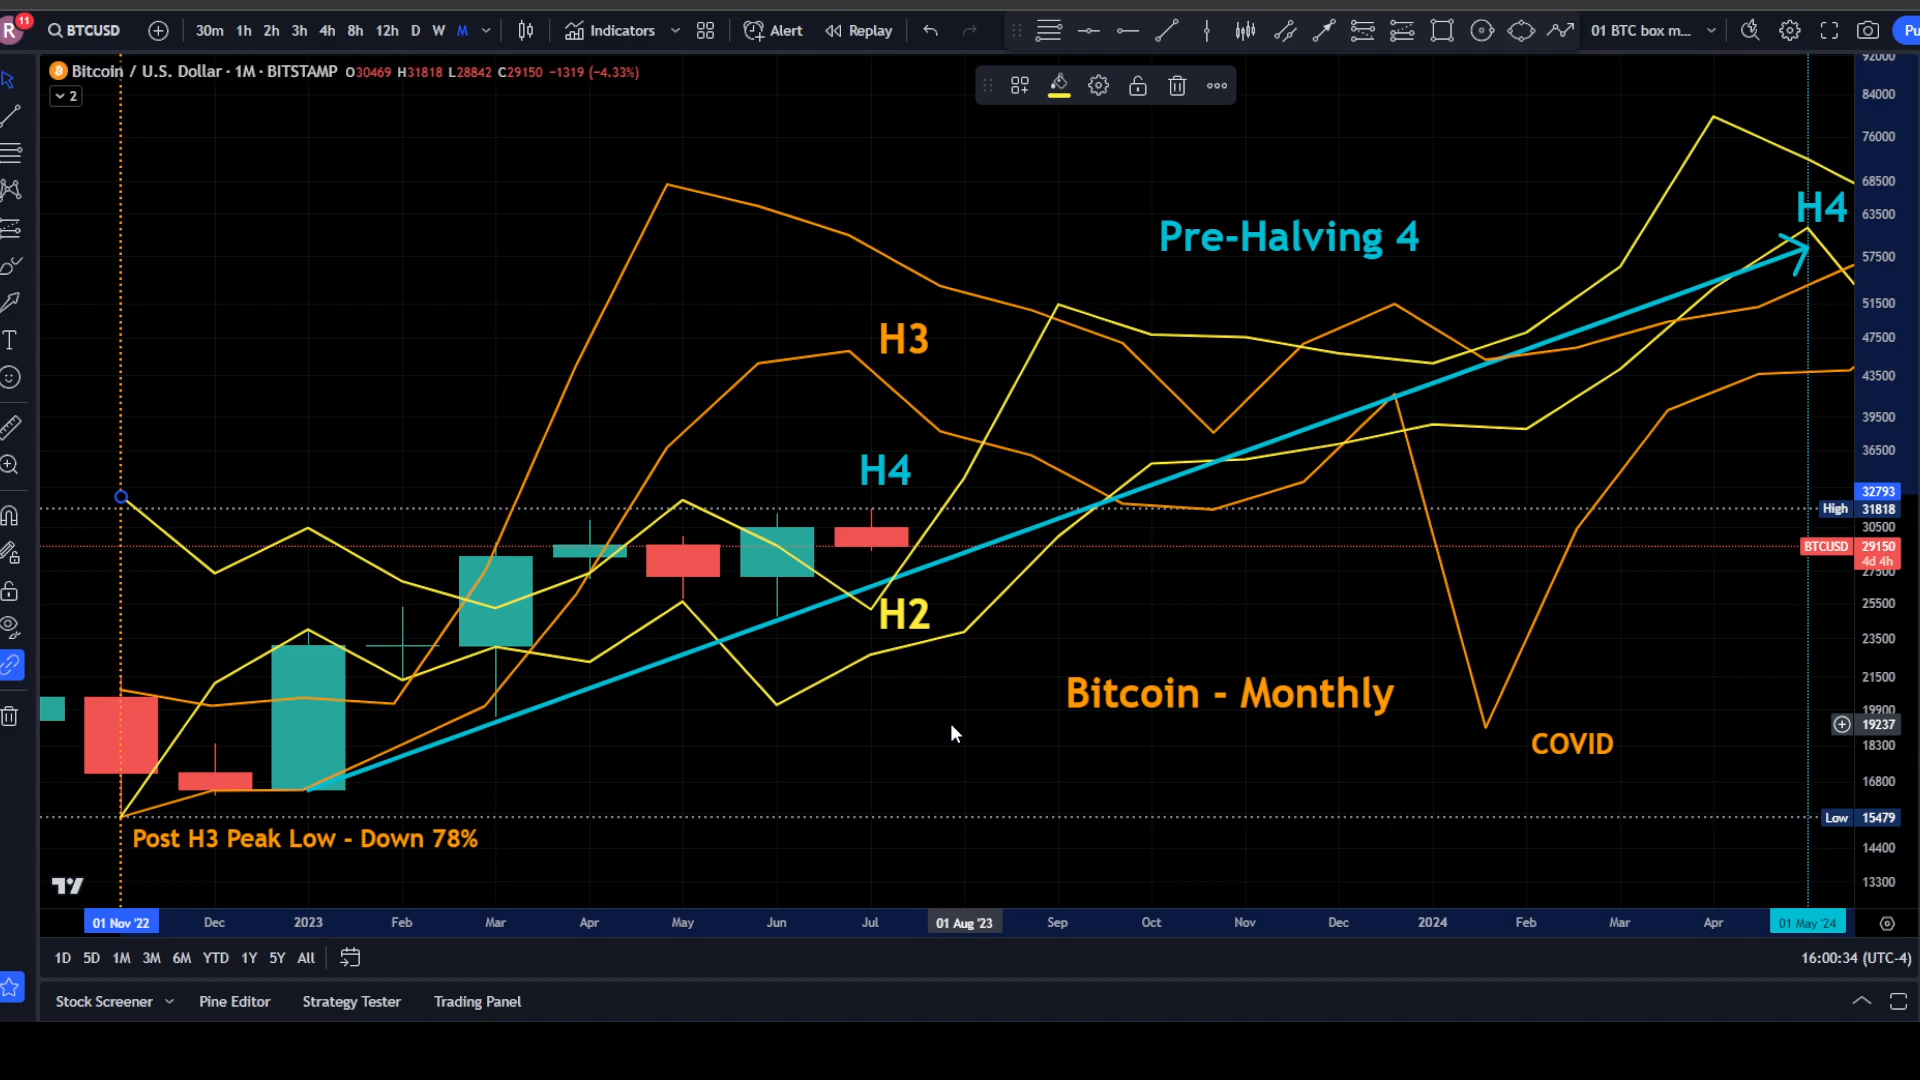 R 11 BTCUSD 30m 1h 2h 3h 4h 8h 12h D W M Indicators Alert Replay 01 BTC box m... Pu
Bitcoin / U.S. Dollar · 1M · BITSTAMP O30469 H31818 L28842 C29150 −1319 (−4.33%)
2
92000
84000
76000
68500
63500
57500
51500
47500
43500
39500
36500
32793
High 31818
30500
BTCUSD 29150
4d 4h
27500
25500
23500
21500
19900
19237
18300
16800
Low 15479
14400
13300
H4
Pre-Halving 4
H3
H4
H2
Bitcoin - Monthly
COVID
Post H3 Peak Low - Down 78%
01 Nov '22 Dec 2023 Feb Mar Apr May Jun Jul 01 Aug '23 Sep Oct Nov Dec 2024 Feb Mar Apr 01 May '24
1D 5D 1M 3M 6M YTD 1Y 5Y All 16:00:34 (UTC-4)
Stock Screener Pine Editor Strategy Tester Trading Panel